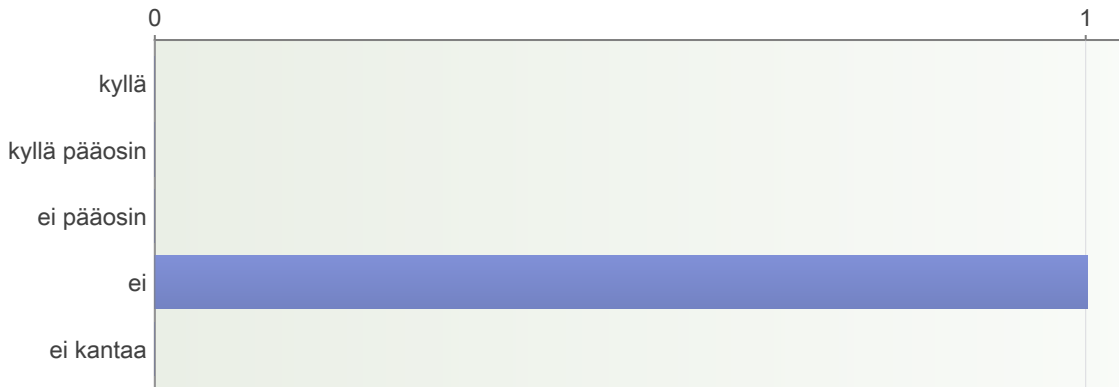 0 1
kyllä
kyllä pääosin
ei pääosin
ei
ei kantaa